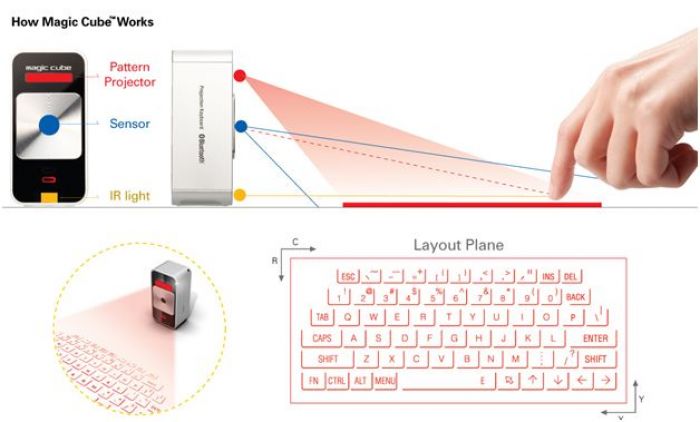 How Magic Cube™ Works
magic cube
Pattern
Projector
Sensor
IR light
Projection Keyboard Bluetooth
Layout Plane
C
R
ESC ~ - + = [ ] < > " INS DEL
! 1 @ 2 # 3 $ 4 % 5 ^ 6 & 7 * 8 ( 9 ) 0 BACK
TAB Q W E R T Y U I O P \ |
CAPS A S D F G H J K L ENTER
SHIFT Z X C V B N M : / ? SHIFT
FN CTRL ALT MENU E ↑ ↓ ← →
Y